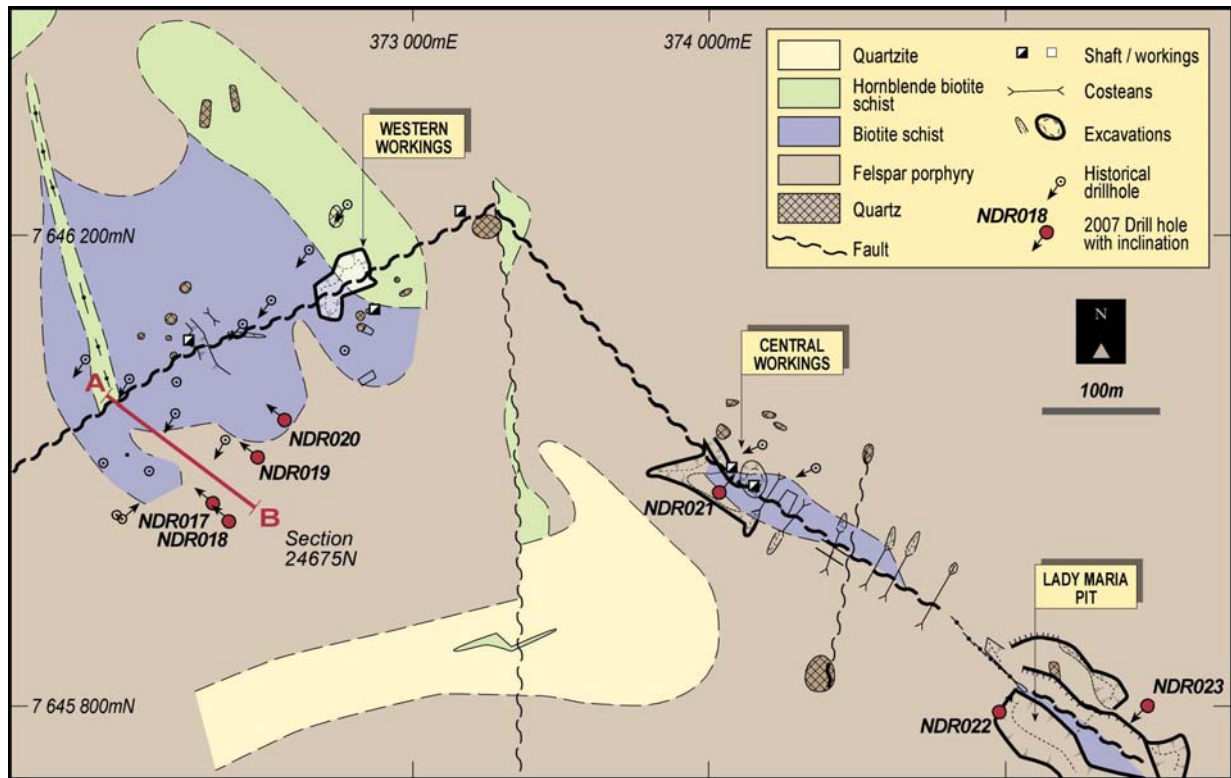 373 000mE
374 000mE
Quartzite
Hornblende biotite
schist
Biotite schist
Felspar porphyry
Quartz
Fault
Shaft / workings
Costeans
Excavations
Historical
drillhole
NDR018
2007 Drill hole
with inclination
WESTERN
WORKINGS
7 646 200mN
N
100m
CENTRAL
WORKINGS
A
NDR020
NDR019
NDR021
NDR017
B
NDR018
Section
24675N
LADY MARIA
PIT
NDR023
7 645 800mN
NDR022